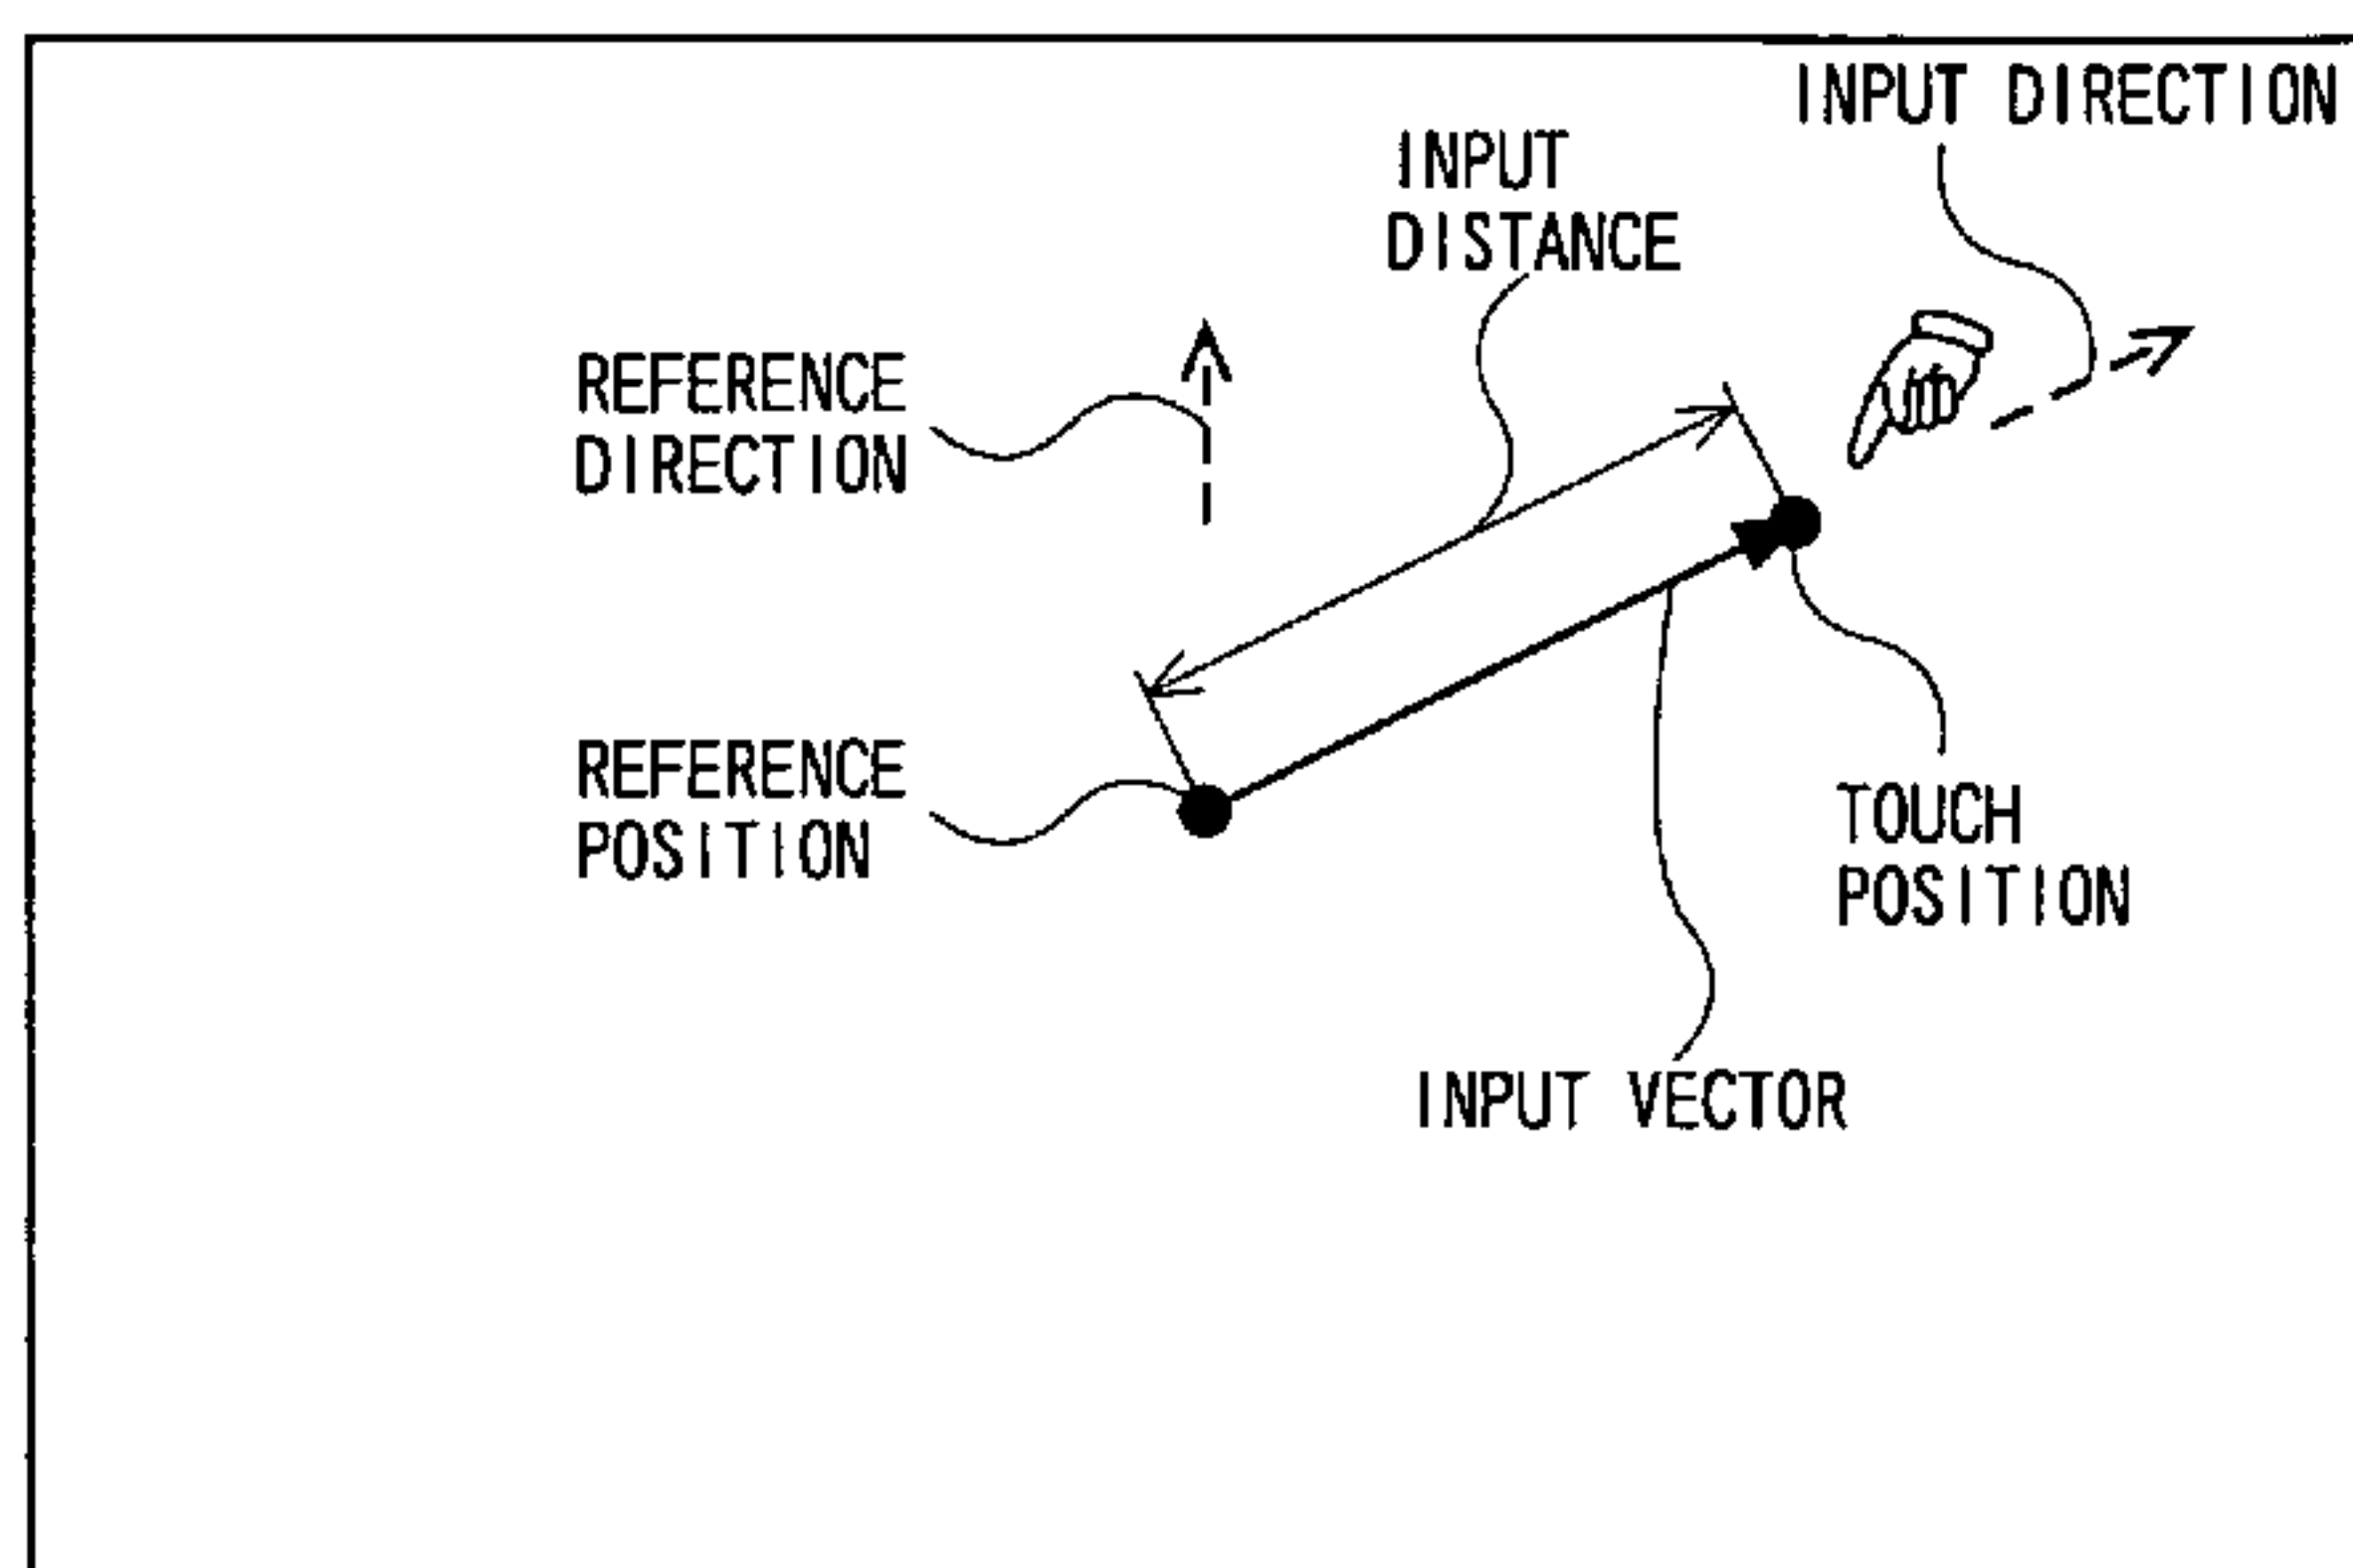 INPUT DIRECTION
INPUT
DISTANCE
REFERENCE
DIRECTION
REFERENCE
POSITION
TOUCH
POSITION
INPUT VECTOR